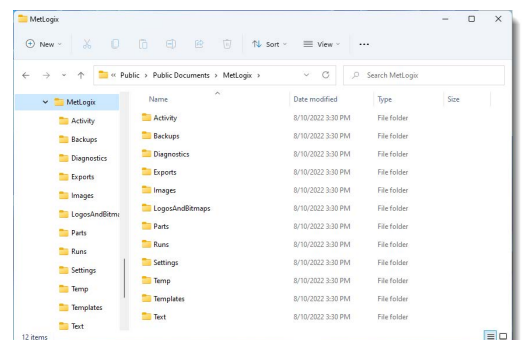 MetLogix
New
Sort
View
« Public › Public Documents › MetLogix ›
Search MetLogix
MetLogix
Activity
Backups
Diagnostics
Exports
Images
LogosAndBitma
Parts
Runs
Settings
Temp
Templates
Text
Name Date modified Type Size
Activity 8/10/2022 3:30 PM File folder
Backups 8/10/2022 3:30 PM File folder
Diagnostics 8/10/2022 3:30 PM File folder
Exports 8/10/2022 3:30 PM File folder
Images 8/10/2022 3:30 PM File folder
LogosAndBitmaps 8/10/2022 3:30 PM File folder
Parts 8/10/2022 3:30 PM File folder
Runs 8/10/2022 3:30 PM File folder
Settings 8/10/2022 3:30 PM File folder
Temp 8/10/2022 3:30 PM File folder
Templates 8/10/2022 3:30 PM File folder
Text 8/10/2022 3:30 PM File folder
12 items